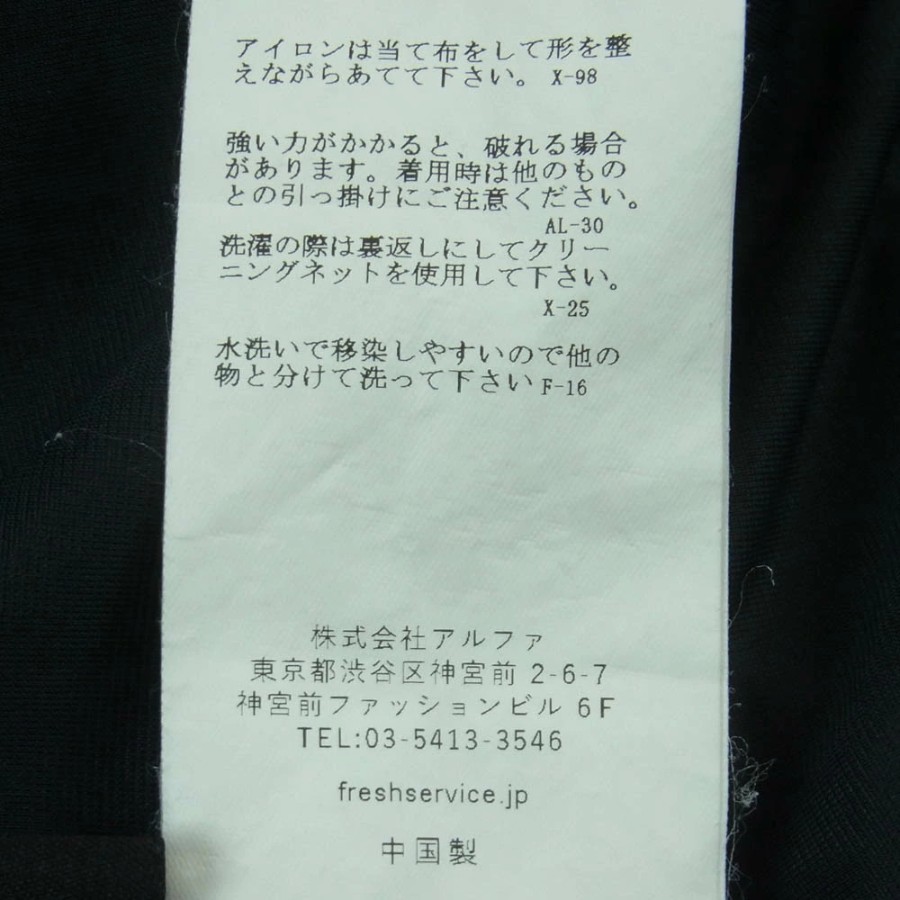 アイロンは当て布をして形を整
えながらあてて下さい。 X-98
強い力がかかると、破れる場合
があります。着用時は他のもの
との引っ掛けにご注意ください。
AL-30
洗濯の際は裏返しにしてクリー
ニングネットを使用して下さい。
X-25
水洗いで移染しやすいので他の
物と分けて洗って下さい F-16
株式会社アルファ
東京都渋谷区神宮前 2-6-7
神宮前ファッションビル 6F
TEL:03-5413-3546
freshservice.jp
中国製